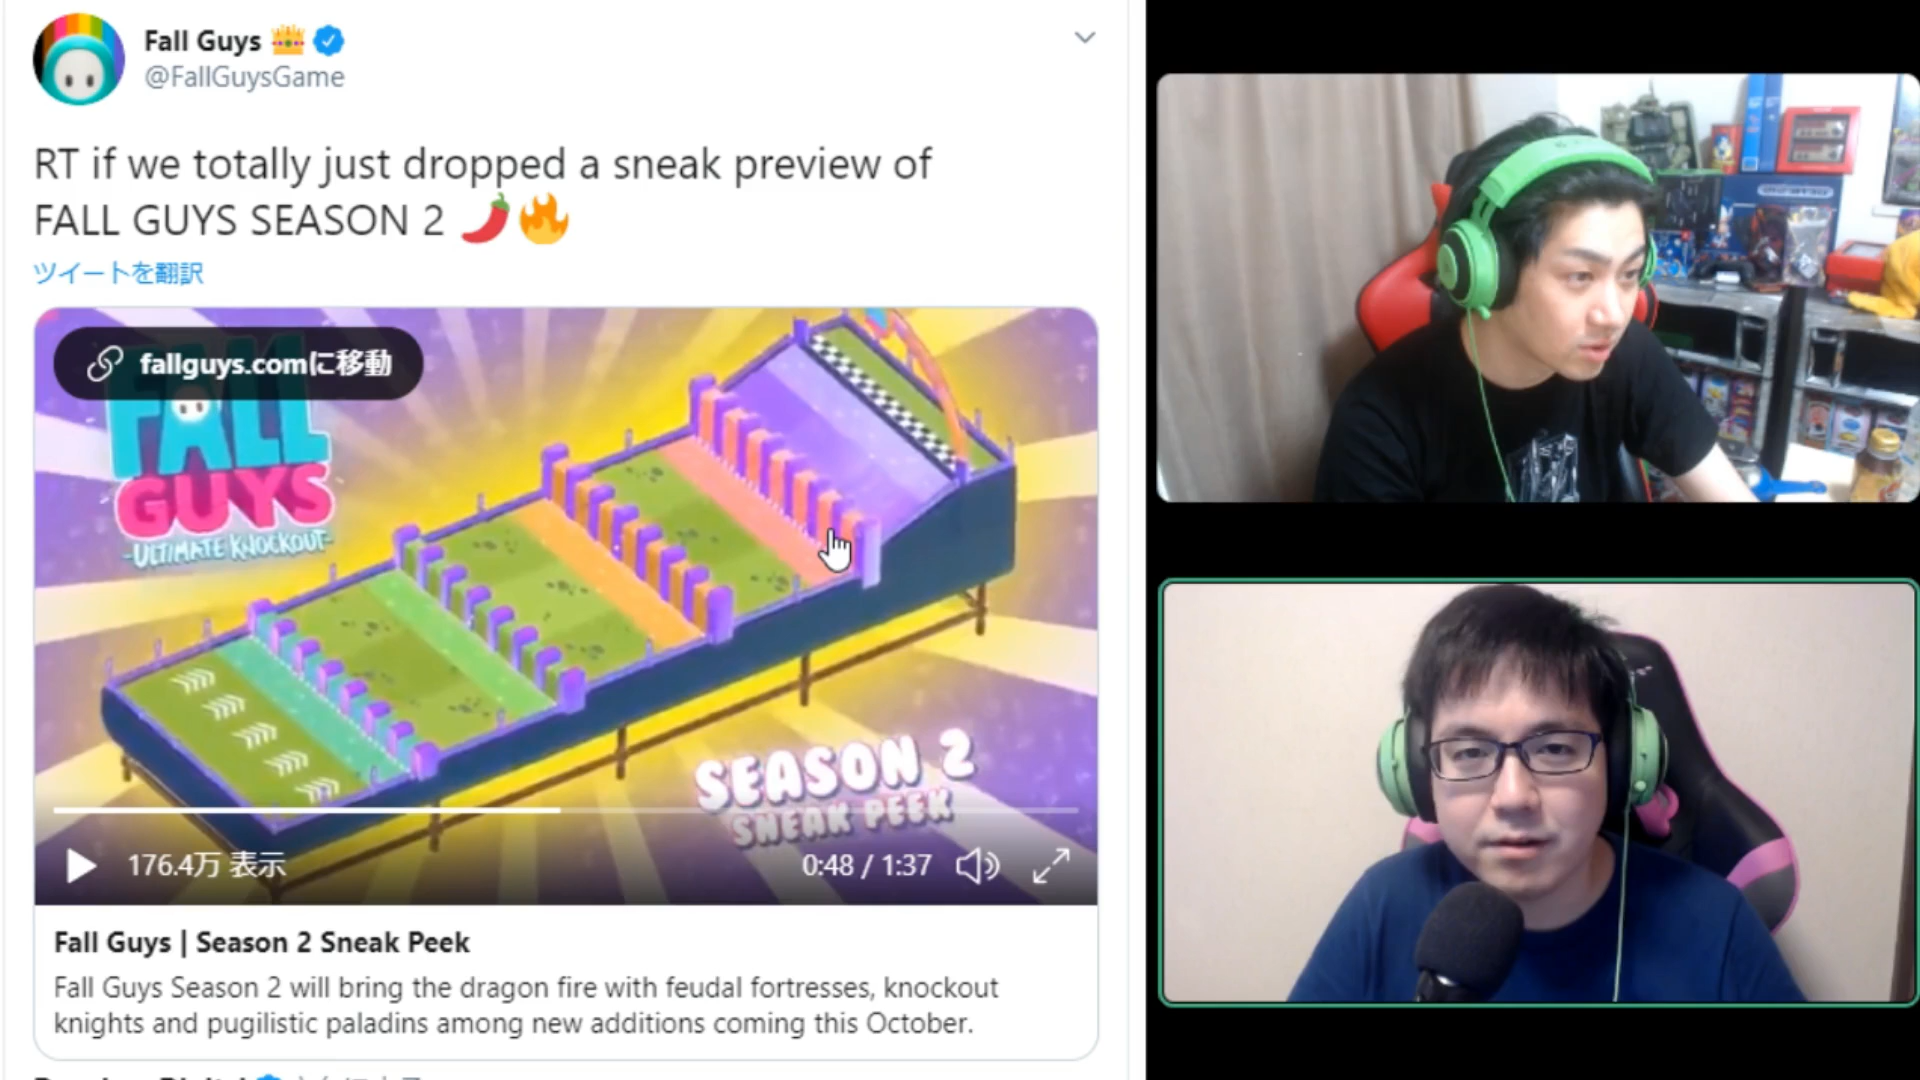 Fall Guys
@FallGuysGame
RT if we totally just dropped a sneak preview of
FALL GUYS SEASON 2
ツイートを翻訳
fallguys.comに移動
FALL
GUYS
-ULTIMATE KNOCKOUT-
SEASON 2
SNEAK PEEK
176.4万 表示
0:48 / 1:37
Fall Guys | Season 2 Sneak Peek
Fall Guys Season 2 will bring the dragon fire with feudal fortresses, knockout
knights and pugilistic paladins among new additions coming this October.